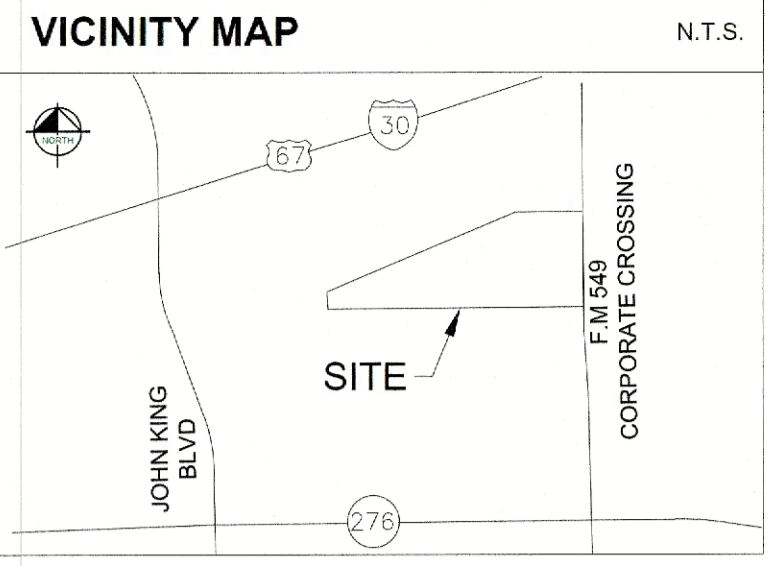 VICINITY MAP
N.T.S.
NORTH
30
67
F.M 549
CORPORATE CROSSING
SITE
JOHN KING
BLVD
276